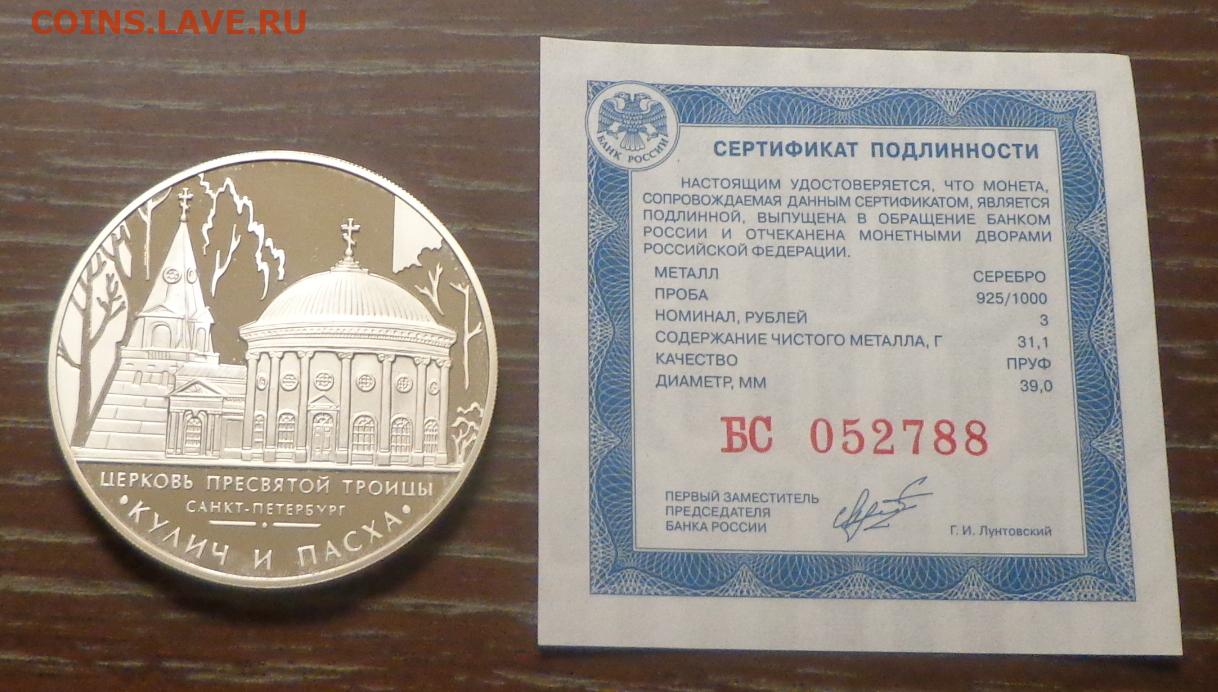 COINS.LAVE.RU
ЦЕРКОВЬ ПРЕСВЯТОЙ ТРОИЦЫ
САНКТ-ПЕТЕРБУРГ
• КУЛИЧ И ПАСХА •
БАНК РОССИИ
СЕРТИФИКАТ ПОДЛИННОСТИ
НАСТОЯЩИМ УДОСТОВЕРЯЕТСЯ, ЧТО МОНЕТА,
СОПРОВОЖДАЕМАЯ ДАННЫМ СЕРТИФИКАТОМ, ЯВЛЯЕТСЯ
ПОДЛИННОЙ, ВЫПУЩЕНА В ОБРАЩЕНИЕ БАНКОМ
РОССИИ И ОТЧЕКАНЕНА МОНЕТНЫМИ ДВОРАМИ
РОССИЙСКОЙ ФЕДЕРАЦИИ.
МЕТАЛЛ СЕРЕБРО
ПРОБА 925/1000
НОМИНАЛ, РУБЛЕЙ 3
СОДЕРЖАНИЕ ЧИСТОГО МЕТАЛЛА, Г 31,1
КАЧЕСТВО ПРУФ
ДИАМЕТР, ММ 39,0
БС 052788
ПЕРВЫЙ ЗАМЕСТИТЕЛЬ
ПРЕДСЕДАТЕЛЯ
БАНКА РОССИИ Г. И. Лунтовский